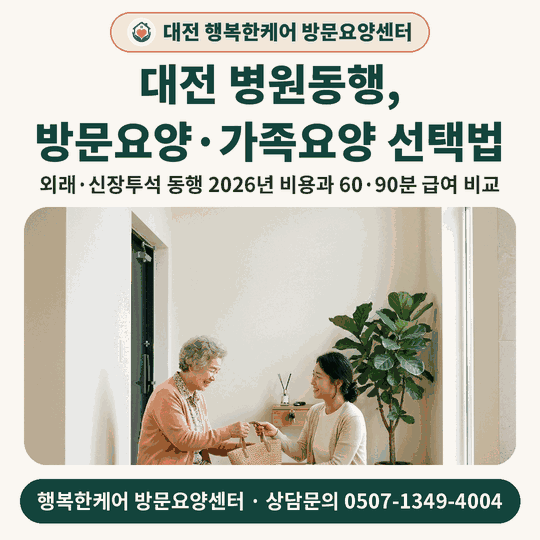 대전 행복한케어 방문요양센터
대전 병원동행,
방문요양·가족요양 선택법
외래·신장투석 동행 2026년 비용과 60·90분 급여 비교
행복한케어 방문요양센터 · 상담문의 0507-1349-4004